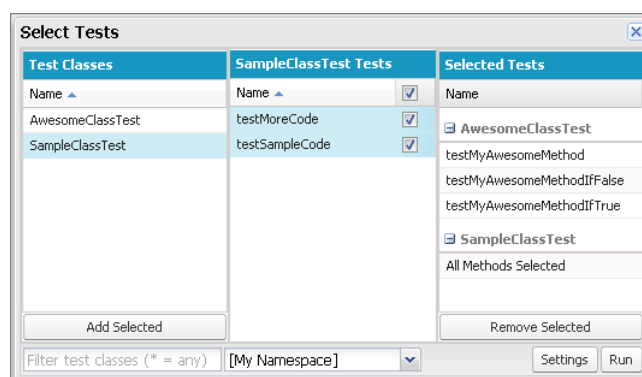 Select Tests
Test Classes
Name
AwesomeClassTest
SampleClassTest
Add Selected
SampleClassTest Tests
Name
testMoreCode
testSampleCode
Selected Tests
Name
AwesomeClassTest
testMyAwesomeMethod
testMyAwesomeMethodIfFalse
testMyAwesomeMethodIfTrue
SampleClassTest
All Methods Selected
Remove Selected
Filter test classes (* = any)
[My Namespace]
Settings
Run